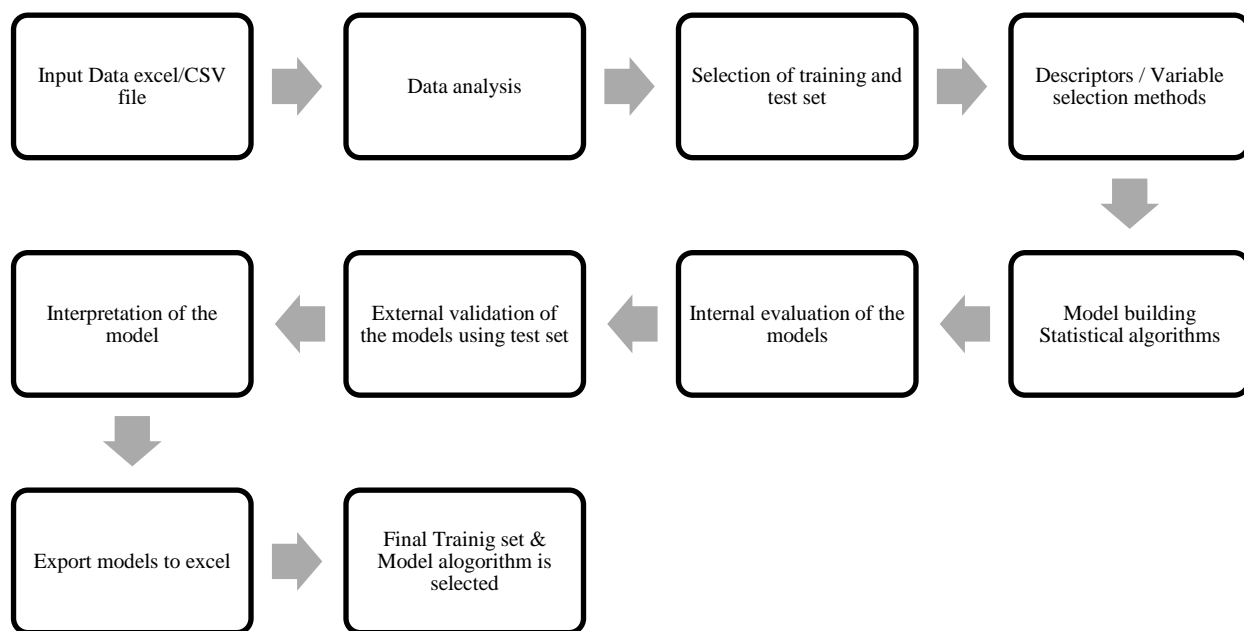 Input Data excel/CSV
file
Data analysis
Selection of training and
test set
Descriptors / Variable
selection methods
Model building
Statistical algorithms
Internal evaluation of the
models
External validation of
the models using test set
Interpretation of the
model
Export models to excel
Final Trainig set &
Model alogorithm is
selected